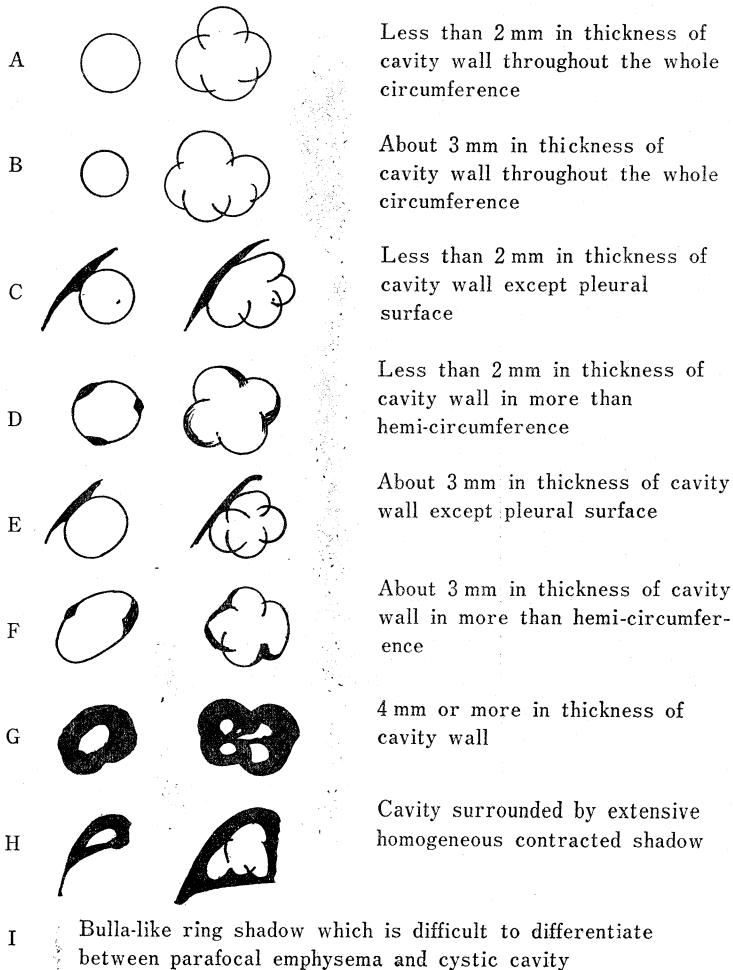 A
Less than 2 mm in thickness of
cavity wall throughout the whole
circumference
B
About 3 mm in thickness of
cavity wall throughout the whole
circumference
C
Less than 2 mm in thickness of
cavity wall except pleural
surface
D
Less than 2 mm in thickness of
cavity wall in more than
hemi-circumference
E
About 3 mm in thickness of cavity
wall except pleural surface
F
About 3 mm in thickness of cavity
wall in more than hemi-circumfer-
ence
G
4 mm or more in thickness of
cavity wall
H
Cavity surrounded by extensive
homogeneous contracted shadow
I
Bulla-like ring shadow which is difficult to differentiate
between parafocal emphysema and cystic cavity